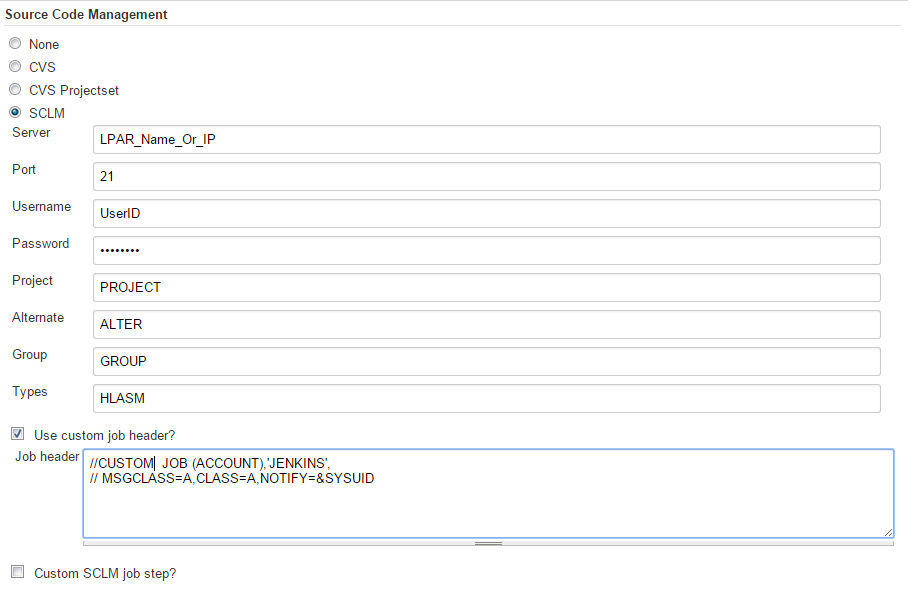 Source Code Management
None
CVS
CVS Projectset
SCLM
Server LPAR_Name_Or_IP
Port 21
Username UserID
Password ••••••••
Project PROJECT
Alternate ALTER
Group GROUP
Types HLASM
Use custom job header?
Job header //CUSTOM  JOB (ACCOUNT),'JENKINS',
// MSGCLASS=A,CLASS=A,NOTIFY=&SYSUID
Custom SCLM job step?